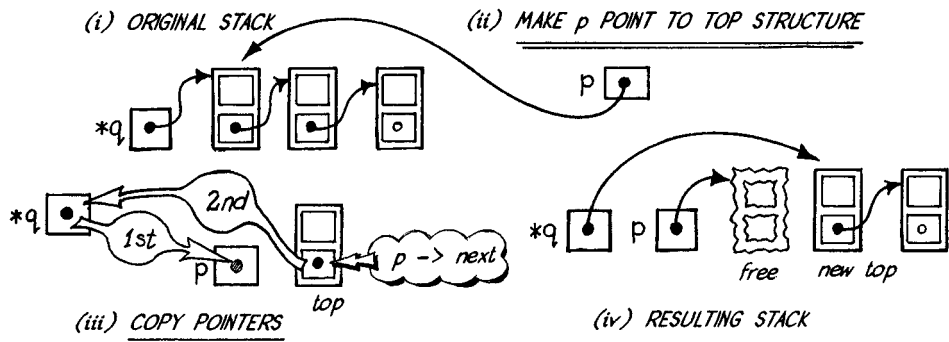 (i) ORIGINAL STACK
(ii) MAKE p POINT TO TOP STRUCTURE
p
*q
*q
1st
2nd
p
top
p -> next
*q
p
free
new top
(iii) COPY POINTERS
(iv) RESULTING STACK